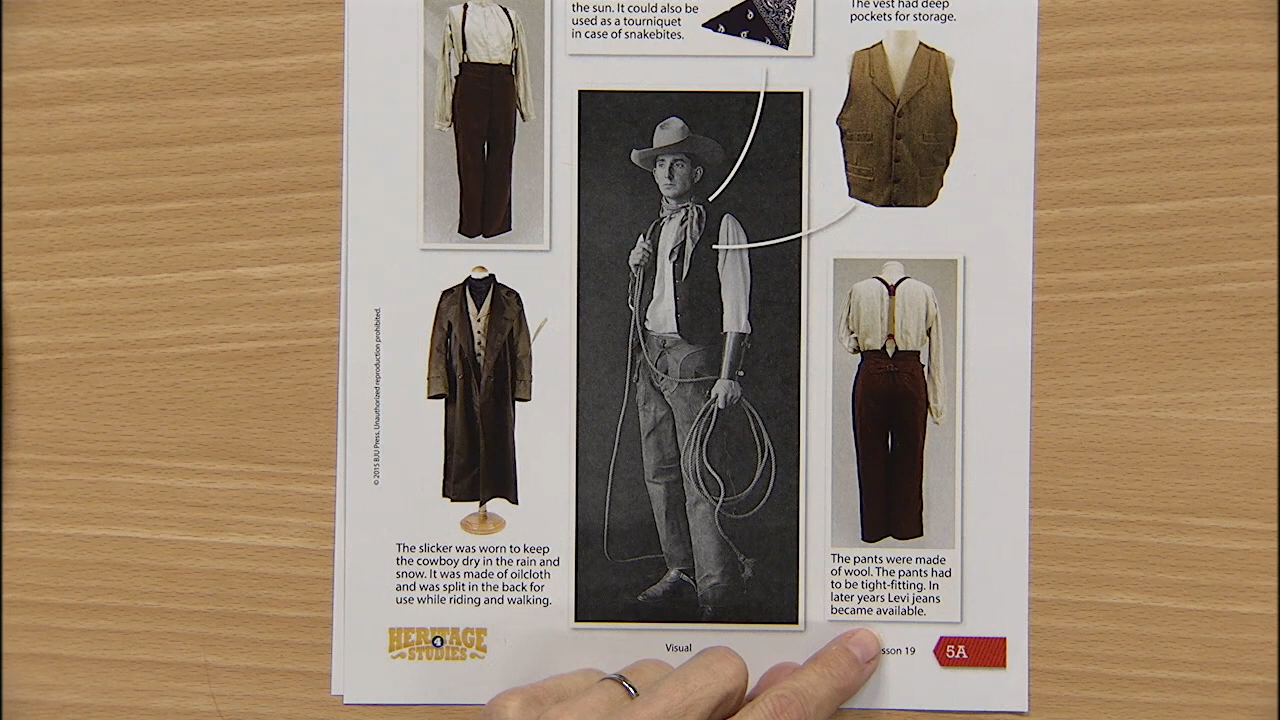 the sun. It could also be
used as a tourniquet
in case of snakebites.
The vest had deep
pockets for storage.
© 2015 BJU Press. Unauthorized reproduction prohibited.
The slicker was worn to keep
the cowboy dry in the rain and
snow. It was made of oilcloth
and was split in the back for
use while riding and walking.
The pants were made
of wool. The pants had
to be tight-fitting. In
later years Levi jeans
became available.
HERITAGE
4
STUDIES
Visual
sson 19
5A